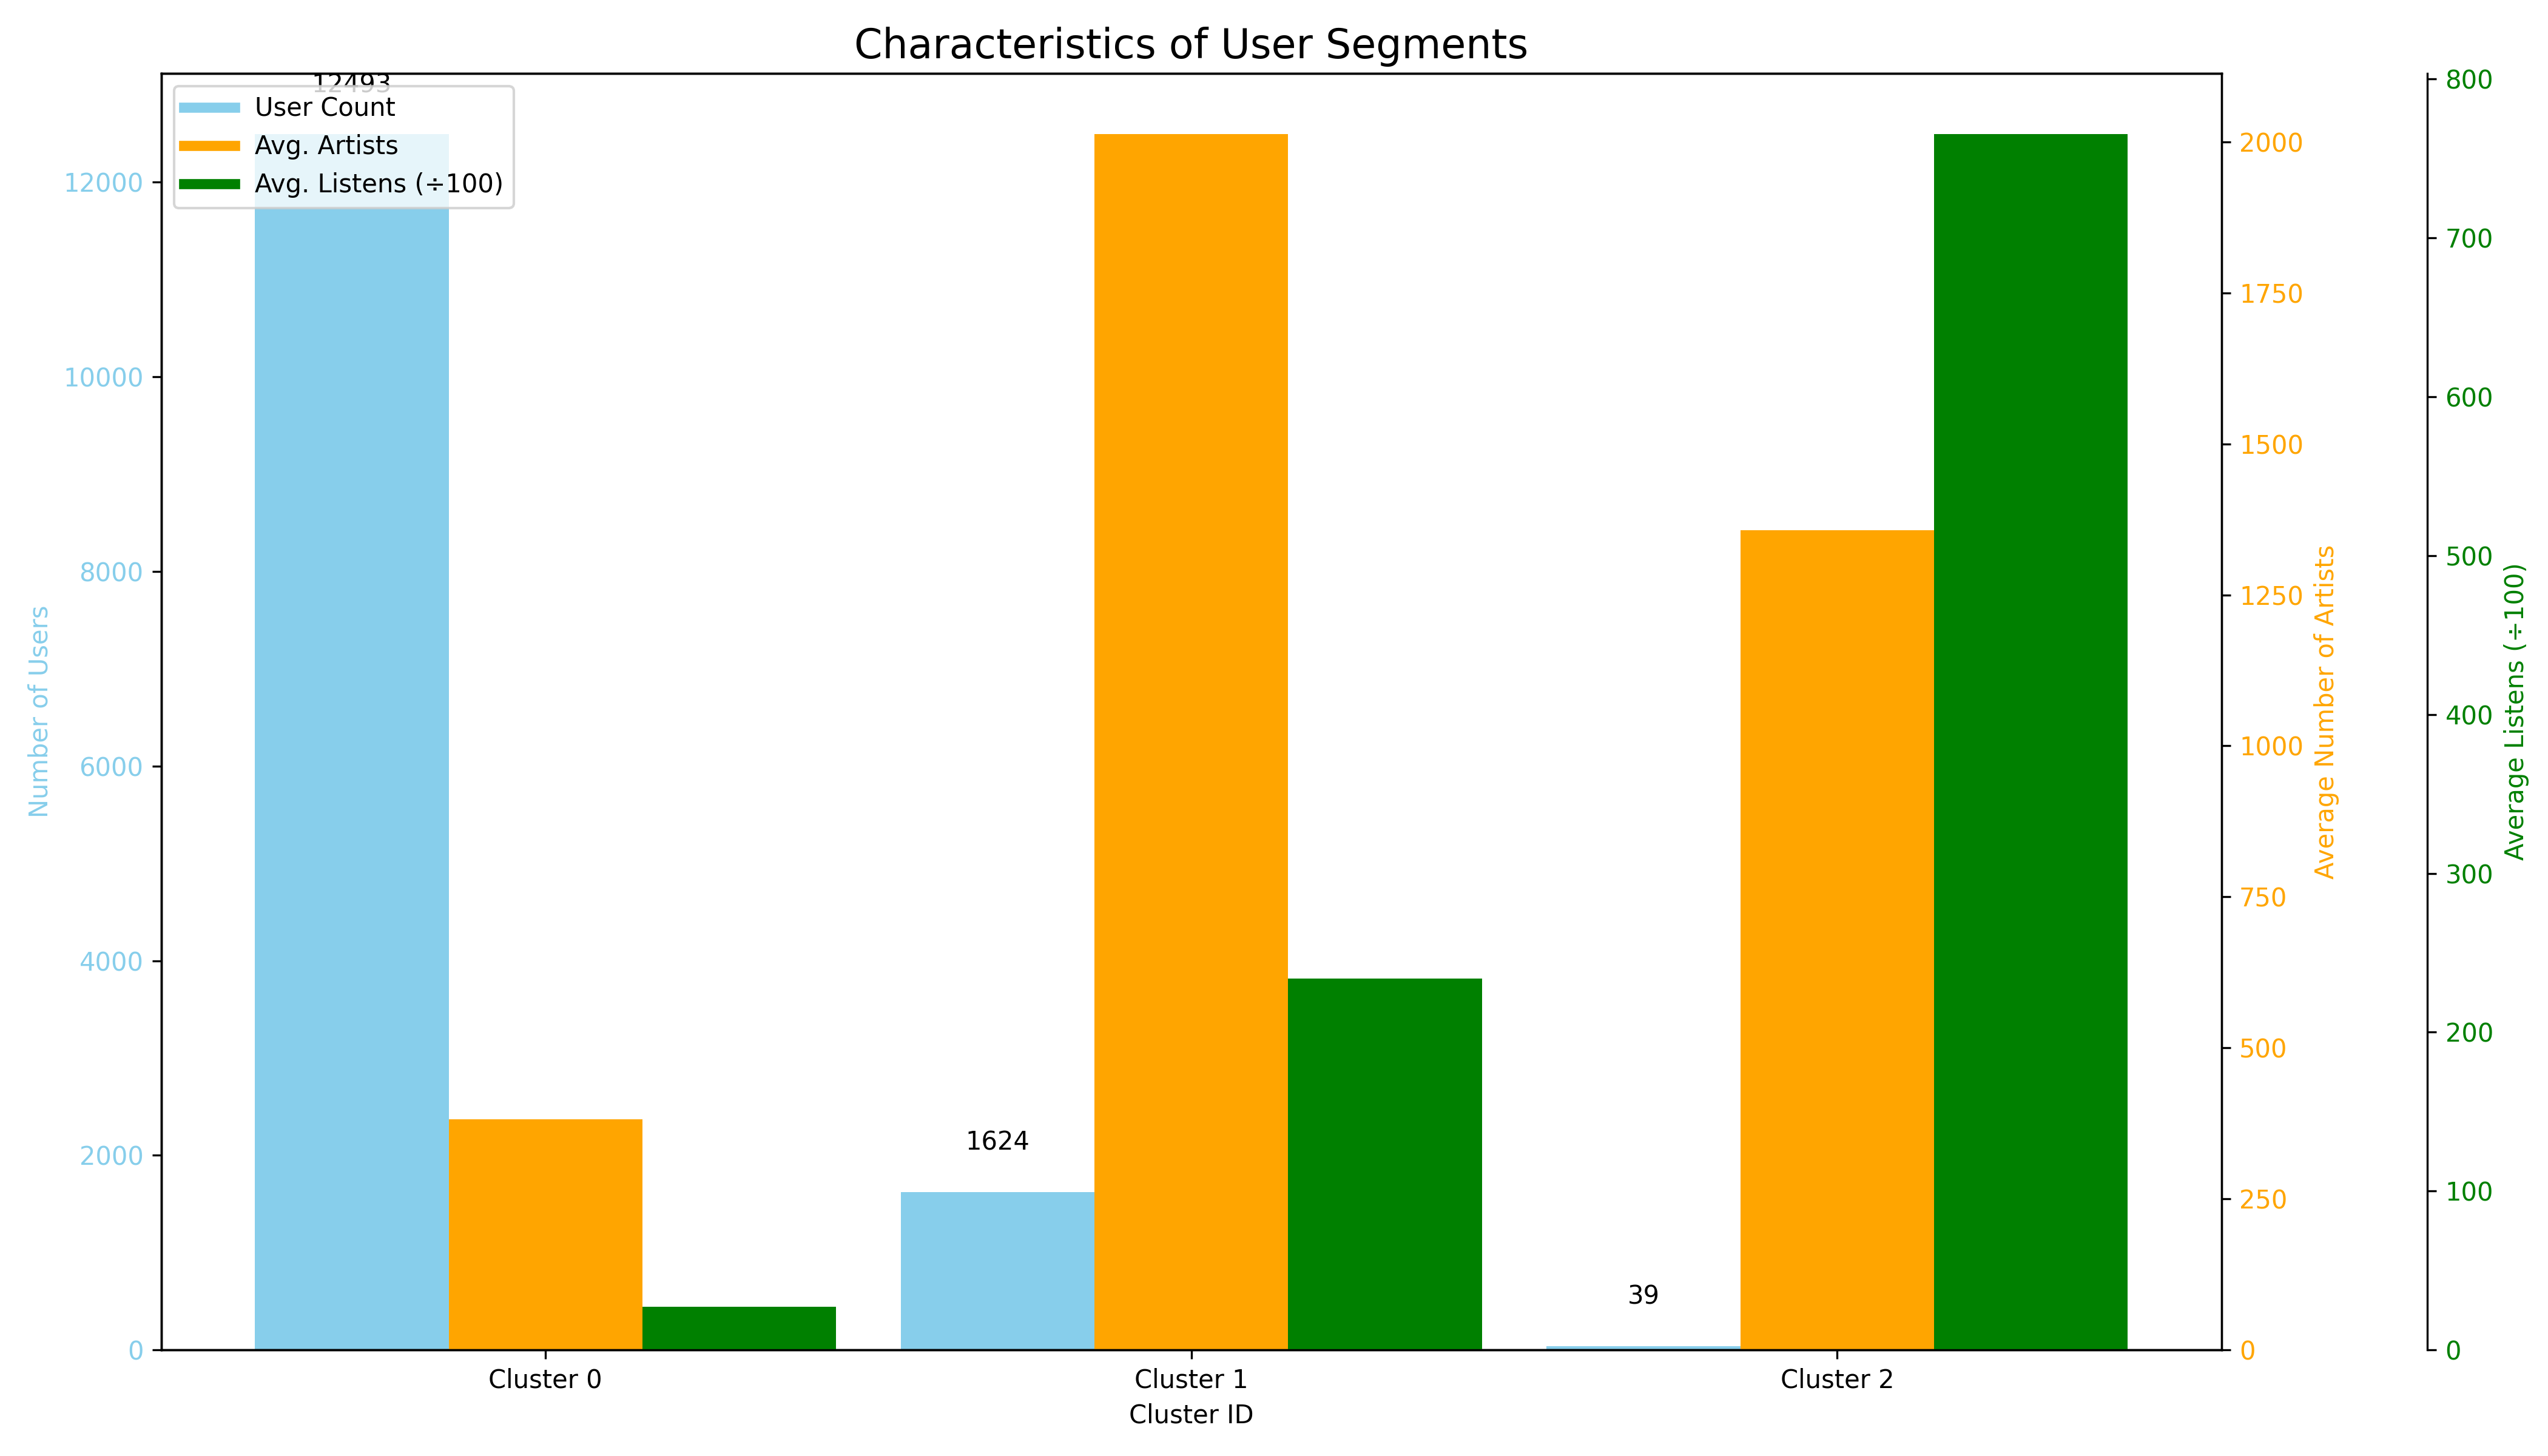 Characteristics of User Segments
12493
User Count
Avg. Artists
Avg. Listens (÷100)
Number of Users
12000
10000
8000
6000
4000
2000
0
1624
39
Cluster 0
Cluster 1
Cluster 2
Cluster ID
2000
1750
1500
1250
1000
750
500
250
0
Average Number of Artists
800
700
600
500
400
300
200
100
0
Average Listens (÷100)